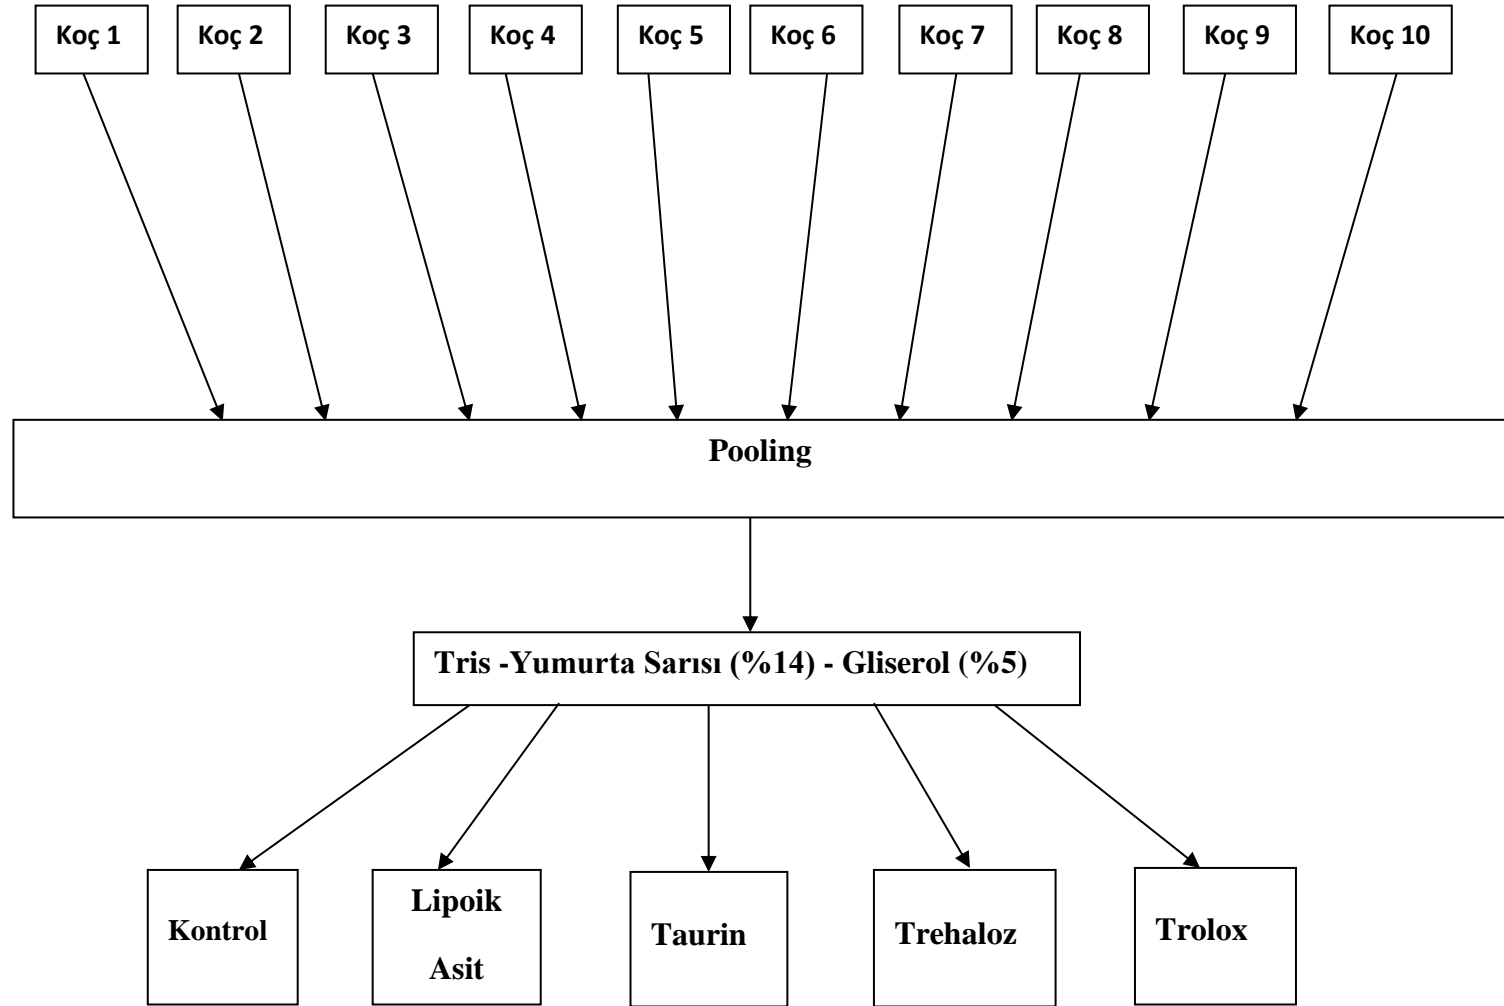 Koç 1
Koç 2
Koç 3
Koç 4
Koç 5
Koç 6
Koç 7
Koç 8
Koç 9
Koç 10
Pooling
Tris -Yumurta Sarısı (%14) - Gliserol (%5)
Kontrol
Lipoik
Asit
Taurin
Trehaloz
Trolox